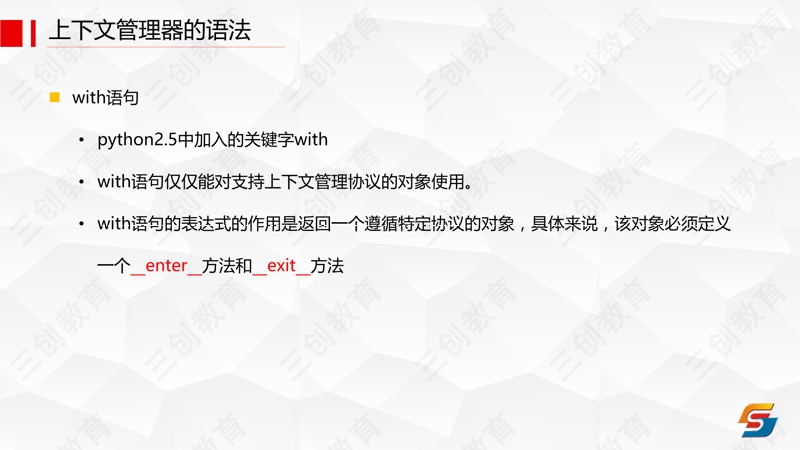 上下文管理器的语法
with语句
• python2.5中加入的关键字with
• with语句仅仅能对支持上下文管理协议的对象使用。
• with语句的表达式的作用是返回一个遵循特定协议的对象，具体来说，该对象必须定义
一个__enter__方法和__exit__方法
三创教育